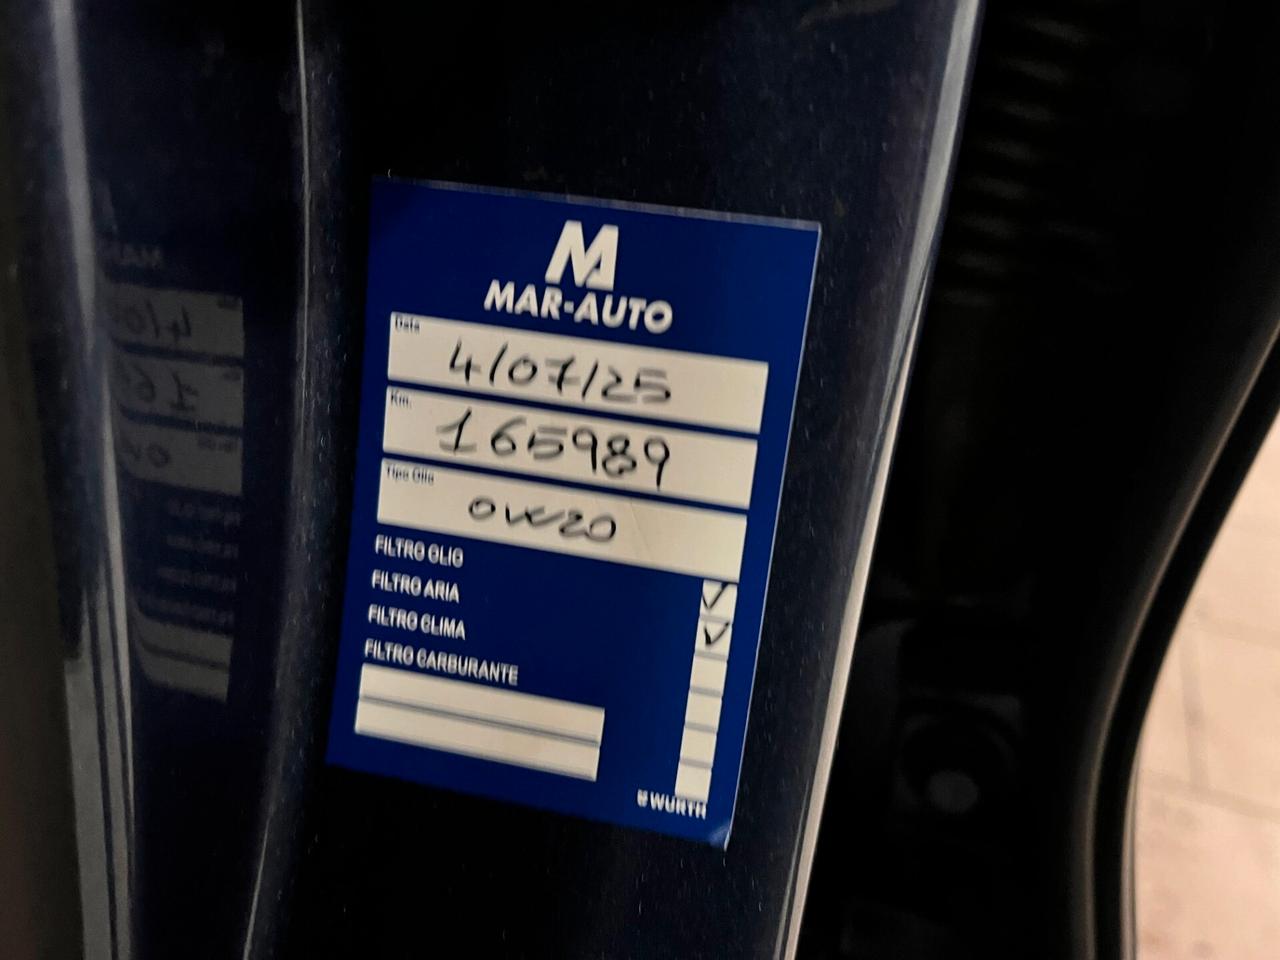 MAR-AUTO
Data
4/07/25
Km.
165989
Tipo Olio
0W20
FILTRO OLIO
FILTRO ARIA
FILTRO CLIMA
FILTRO CARBURANTE
WÜRTH